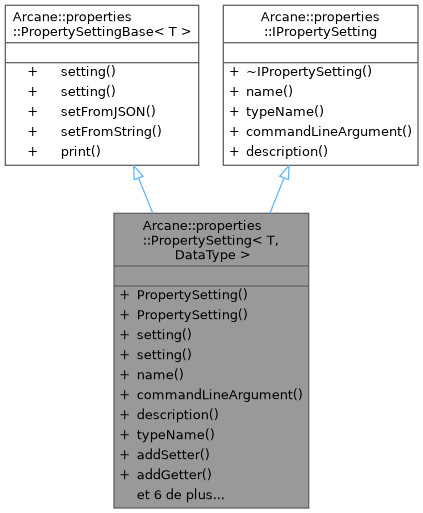 Arcane::properties
::PropertySettingBase< T >
+ setting()
+ setting()
+ setFromJSON()
+ setFromString()
+ print()
Arcane::properties
::IPropertySetting
+ ~IPropertySetting()
+ name()
+ typeName()
+ commandLineArgument()
+ description()
Arcane::properties
::PropertySetting< T,
DataType >
+ PropertySetting()
+ PropertySetting()
+ setting()
+ setting()
+ name()
+ commandLineArgument()
+ description()
+ typeName()
+ addSetter()
+ addGetter()
et 6 de plus...